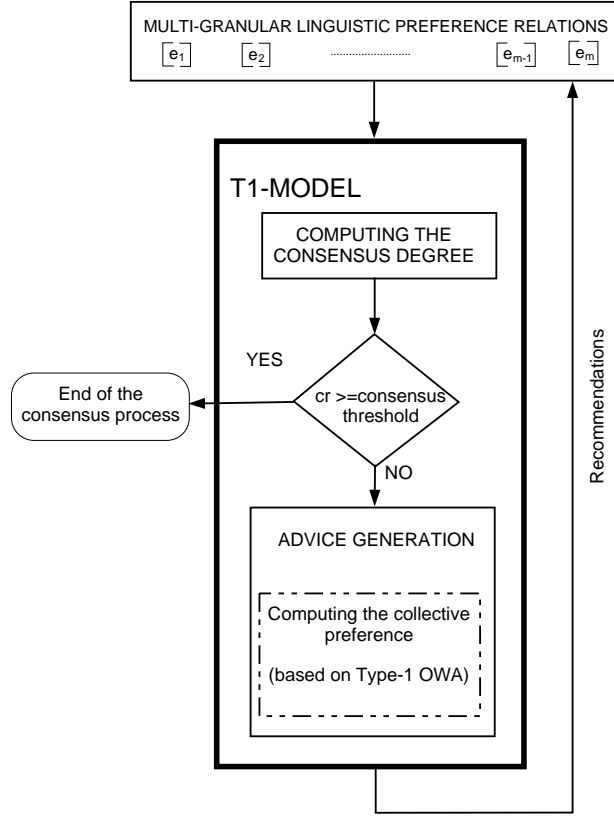 MULTI-GRANULAR LINGUISTIC PREFERENCE RELATIONS
[e1] [e2] .......................... [em-1] [em]
T1-MODEL
COMPUTING THE
CONSENSUS DEGREE
YES
cr >=consensus
threshold
End of the
consensus process
NO
ADVICE GENERATION
Computing the collective
preference
(based on Type-1 OWA)
Recommendations